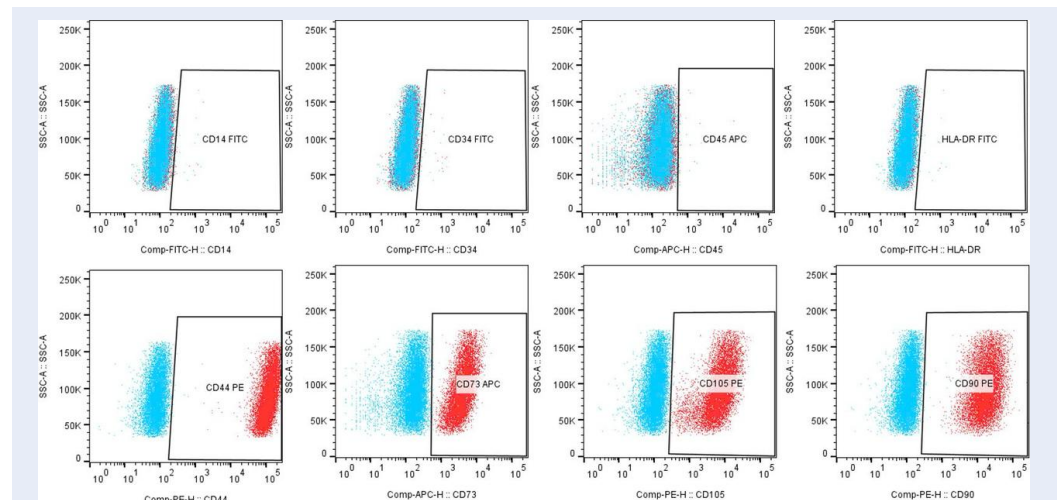 250K
200K
150K
100K
50K
0
SSC-A :: SSC-A
CD14 FITC
10^0 10^1 10^2 10^3 10^4 10^5
Comp-FITC-H :: CD14
250K
200K
150K
100K
50K
0
SSC-A :: SSC-A
CD34 FITC
10^0 10^1 10^2 10^3 10^4 10^5
Comp-FITC-H :: CD34
250K
200K
150K
100K
50K
0
SSC-A :: SSC-A
CD45 APC
10^0 10^1 10^2 10^3 10^4 10^5
Comp-APC-H :: CD45
250K
200K
150K
100K
50K
0
SSC-A :: SSC-A
HLA-DR FITC
10^0 10^1 10^2 10^3 10^4 10^5
Comp-FITC-H :: HLA-DR
250K
200K
150K
100K
50K
0
SSC-A :: SSC-A
CD44 PE
10^0 10^1 10^2 10^3 10^4 10^5
Comp-PE-H :: CD44
250K
200K
150K
100K
50K
0
SSC-A :: SSC-A
CD73 APC
10^0 10^1 10^2 10^3 10^4 10^5
Comp-APC-H :: CD73
250K
200K
150K
100K
50K
0
SSC-A :: SSC-A
CD105 PE
10^0 10^1 10^2 10^3 10^4 10^5
Comp-PE-H :: CD105
250K
200K
150K
100K
50K
0
SSC-A :: SSC-A
CD90 PE
10^0 10^1 10^2 10^3 10^4 10^5
Comp-PE-H :: CD90